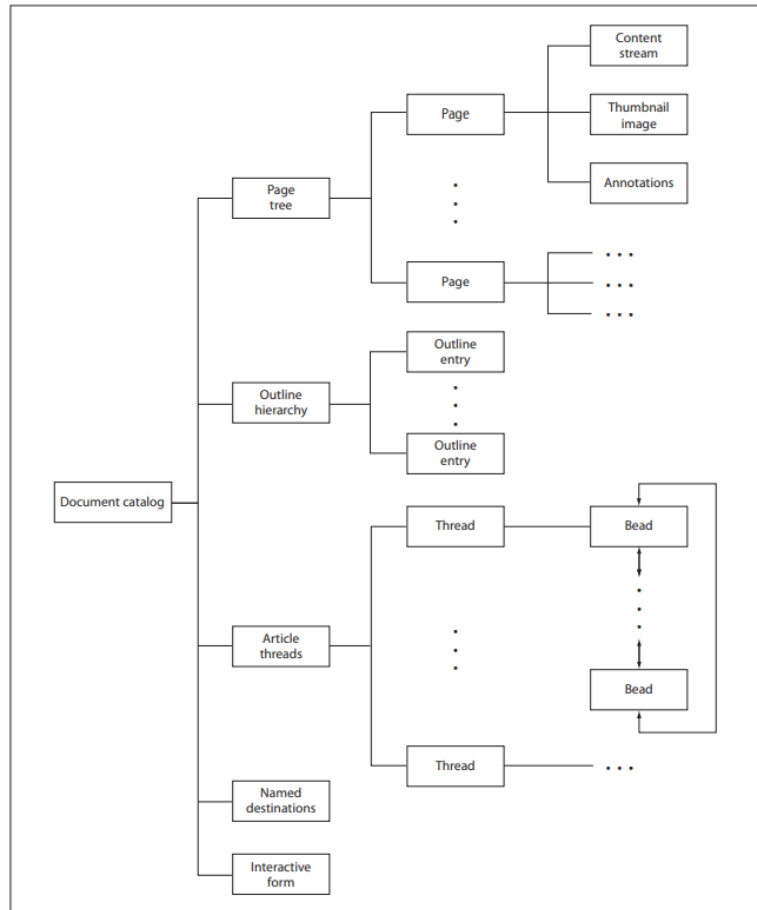 Content
stream
Page
Thumbnail
image
Annotations
Page
tree
Page
Outline
entry
Outline
hierarchy
Outline
entry
Document catalog
Thread
Bead
Article
threads
Bead
Thread
Named
destinations
Interactive
form